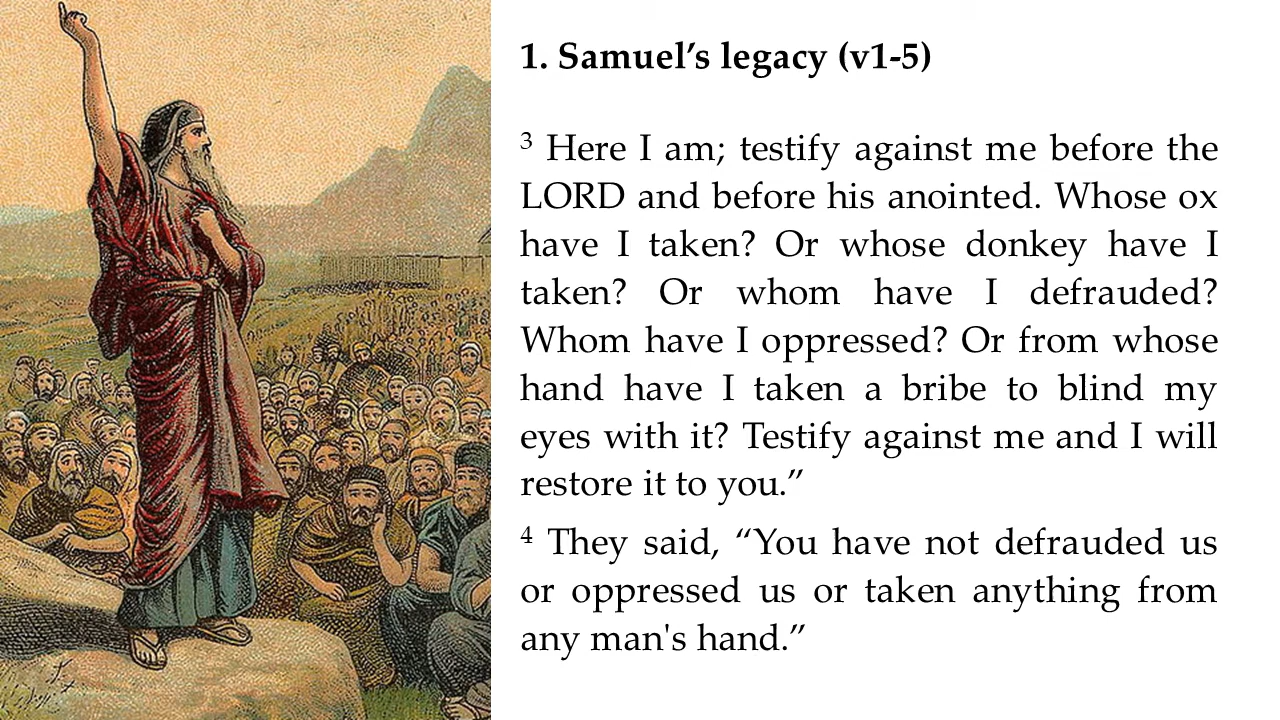 1. Samuel’s legacy (v1-5)
3 Here I am; testify against me before the
LORD and before his anointed. Whose ox
have I taken? Or whose donkey have I
taken? Or whom have I defrauded?
Whom have I oppressed? Or from whose
hand have I taken a bribe to blind my
eyes with it? Testify against me and I will
restore it to you.”
4 They said, “You have not defrauded us
or oppressed us or taken anything from
any man's hand.”